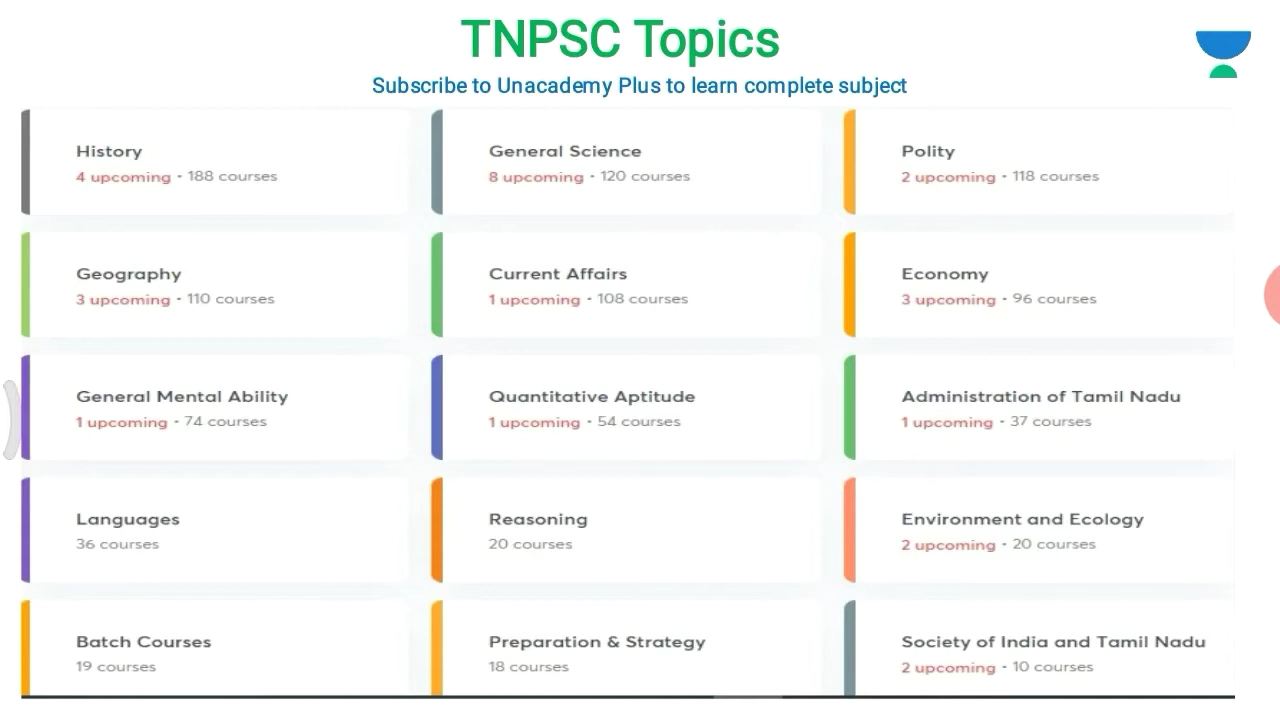 TNPSC Topics
Subscribe to Unacademy Plus to learn complete subject
History
4 upcoming · 188 courses
General Science
8 upcoming · 120 courses
Polity
2 upcoming · 118 courses
Geography
3 upcoming · 110 courses
Current Affairs
1 upcoming · 108 courses
Economy
3 upcoming · 96 courses
General Mental Ability
1 upcoming · 74 courses
Quantitative Aptitude
1 upcoming · 54 courses
Administration of Tamil Nadu
1 upcoming · 37 courses
Languages
36 courses
Reasoning
20 courses
Environment and Ecology
2 upcoming · 20 courses
Batch Courses
19 courses
Preparation & Strategy
18 courses
Society of India and Tamil Nadu
2 upcoming · 10 courses